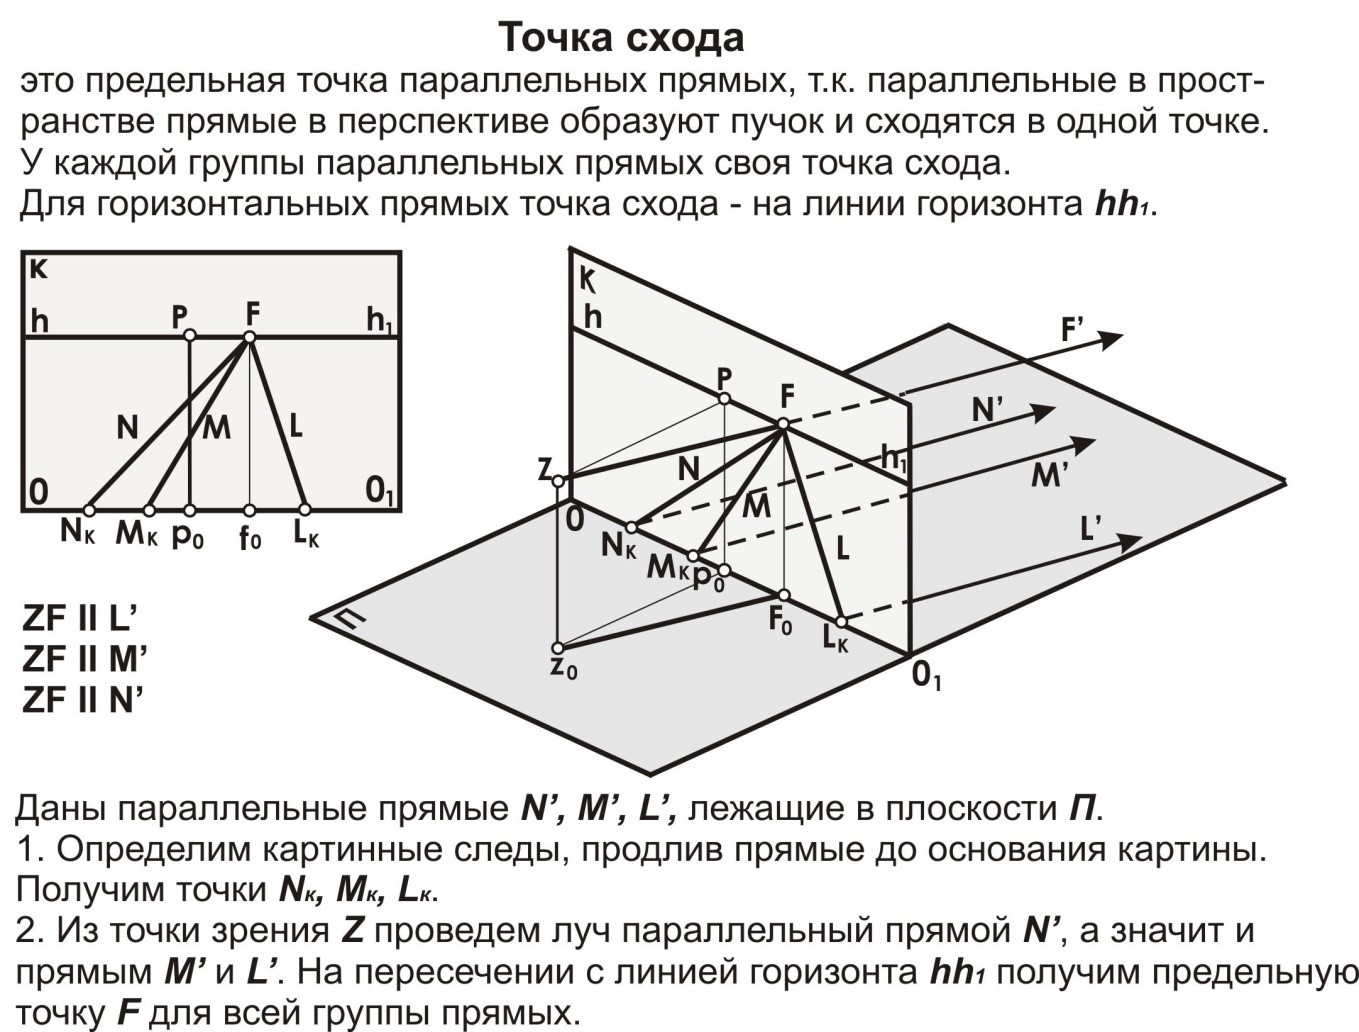 Точка схода
это предельная точка параллельных прямых, т.к. параллельные в прост-
ранстве прямые в перспективе образуют пучок и сходятся в одной точке.
У каждой группы параллельных прямых своя точка схода.
Для горизонтальных прямых точка схода - на линии горизонта hh₁.
K
h P F h₁
N M L
0 0₁
Nк Mк p₀ f₀ Lк
ZF II L’
ZF II M’
ZF II N’
K
h
F’
P F
N’
Z N h₁
M’
M
0
L’
Nк L
Mк p₀
П F₀ Lк
z₀ 0₁
Даны параллельные прямые N’, M’, L’, лежащие в плоскости П.
1. Определим картинные следы, продлив прямые до основания картины.
Получим точки Nк, Mк, Lк.
2. Из точки зрения Z проведем луч параллельный прямой N’, а значит и
прямым M’ и L’. На пересечении с линией горизонта hh₁ получим предельную
точку F для всей группы прямых.